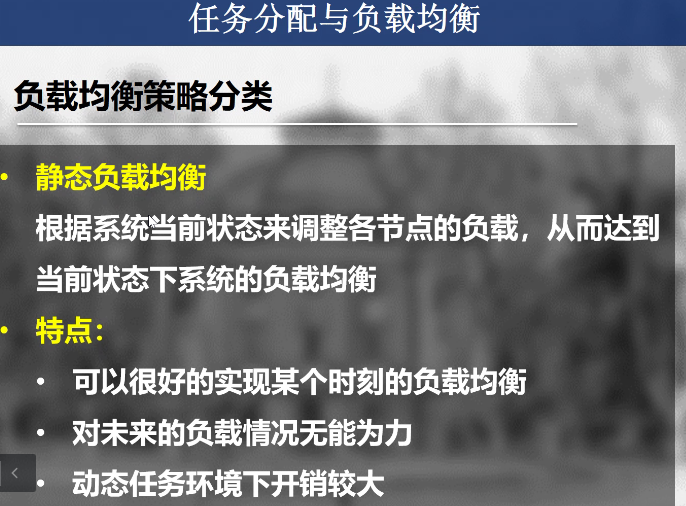 任务分配与负载均衡
负载均衡策略分类
• 静态负载均衡
根据系统当前状态来调整各节点的负载，从而达到
当前状态下系统的负载均衡
• 特点：
• 可以很好的实现某个时刻的负载均衡
• 对未来的负载情况无能为力
• 动态任务环境下开销较大